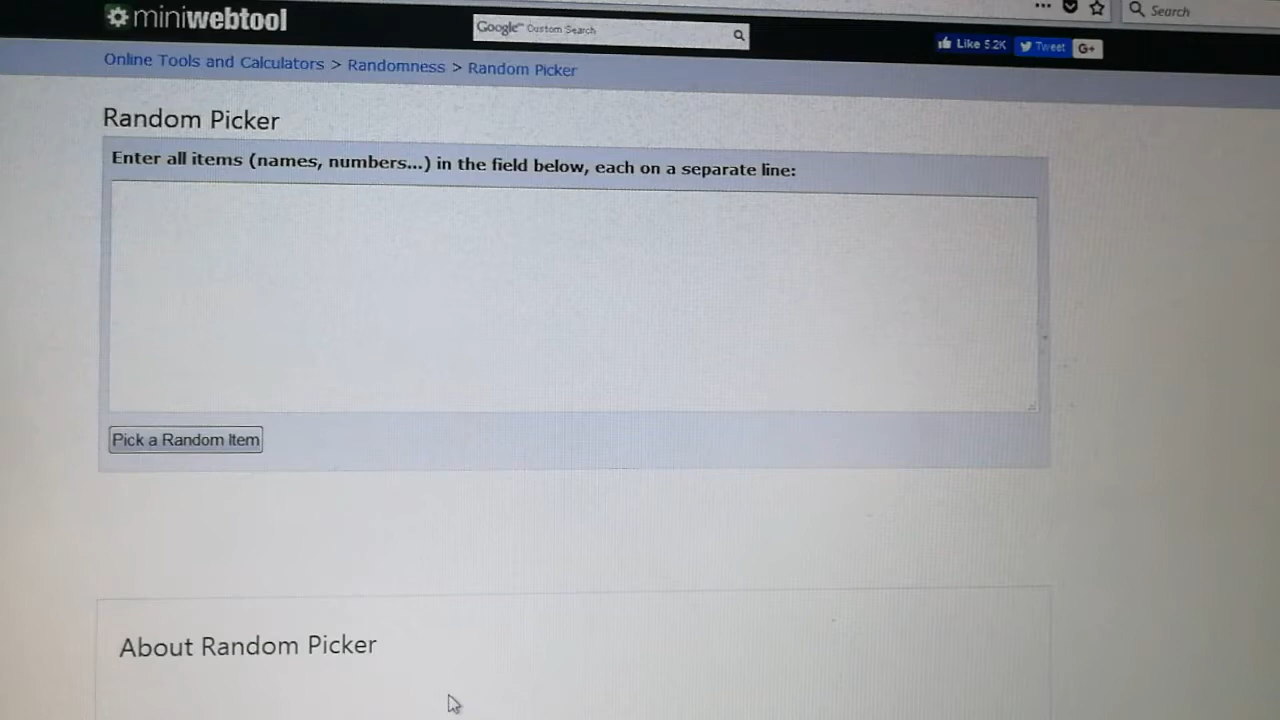 miniwebtool
Google™ Custom Search
Like 5.2K
Tweet
G+
Search
Online Tools and Calculators > Randomness > Random Picker
Random Picker
Enter all items (names, numbers...) in the field below, each on a separate line:
Pick a Random Item
About Random Picker